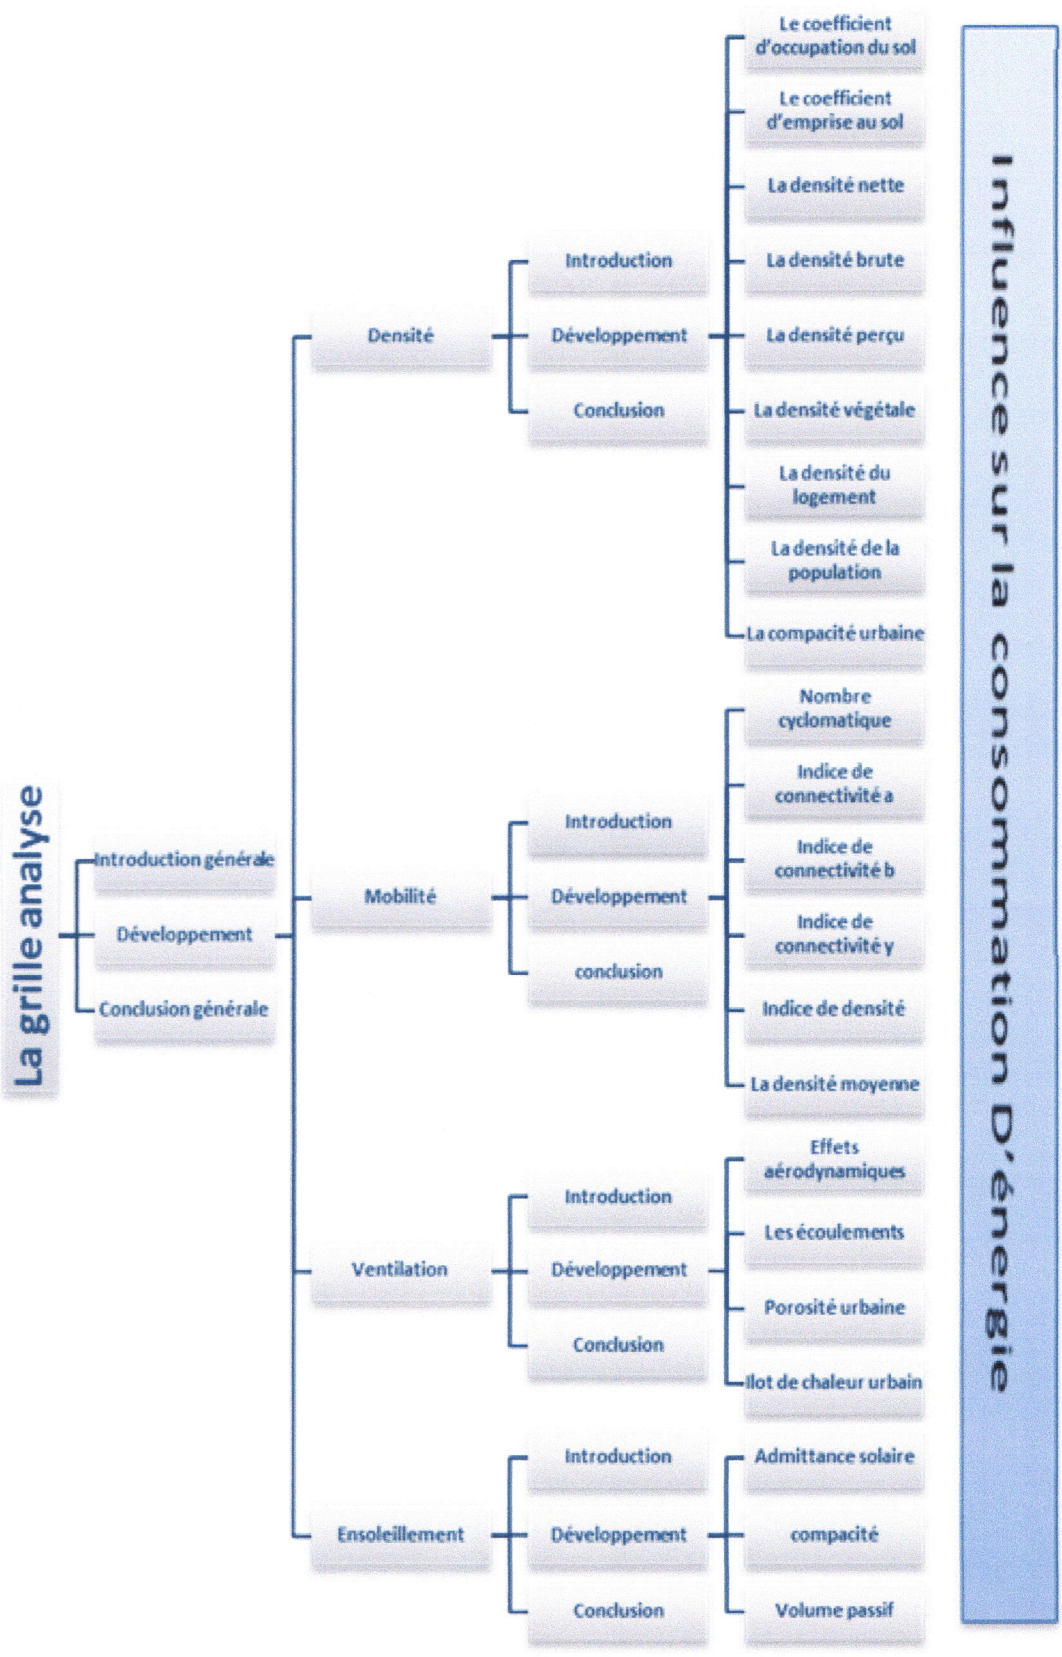 La grille analyse
Introduction générale
Développement
Conclusion générale
Densité
Introduction
Développement
Conclusion
Le coefficient
d'occupation du sol
Le coefficient
d'emprise au sol
La densité nette
La densité brute
La densité perçu
La densité végétale
La densité du
logement
La densité de la
population
La compacité urbaine
Mobilité
Introduction
Développement
conclusion
Nombre
cyclomatique
Indice de
connectivité a
Indice de
connectivité b
Indice de
connectivité y
Indice de densité
La densité moyenne
Ventilation
Introduction
Développement
Conclusion
Effets
aérodynamiques
Les écoulements
Porosité urbaine
Ilot de chaleur urbain
Ensoleillement
Introduction
Développement
Conclusion
Admittance solaire
compacité
Volume passif
Influence sur la consommation D'énergie